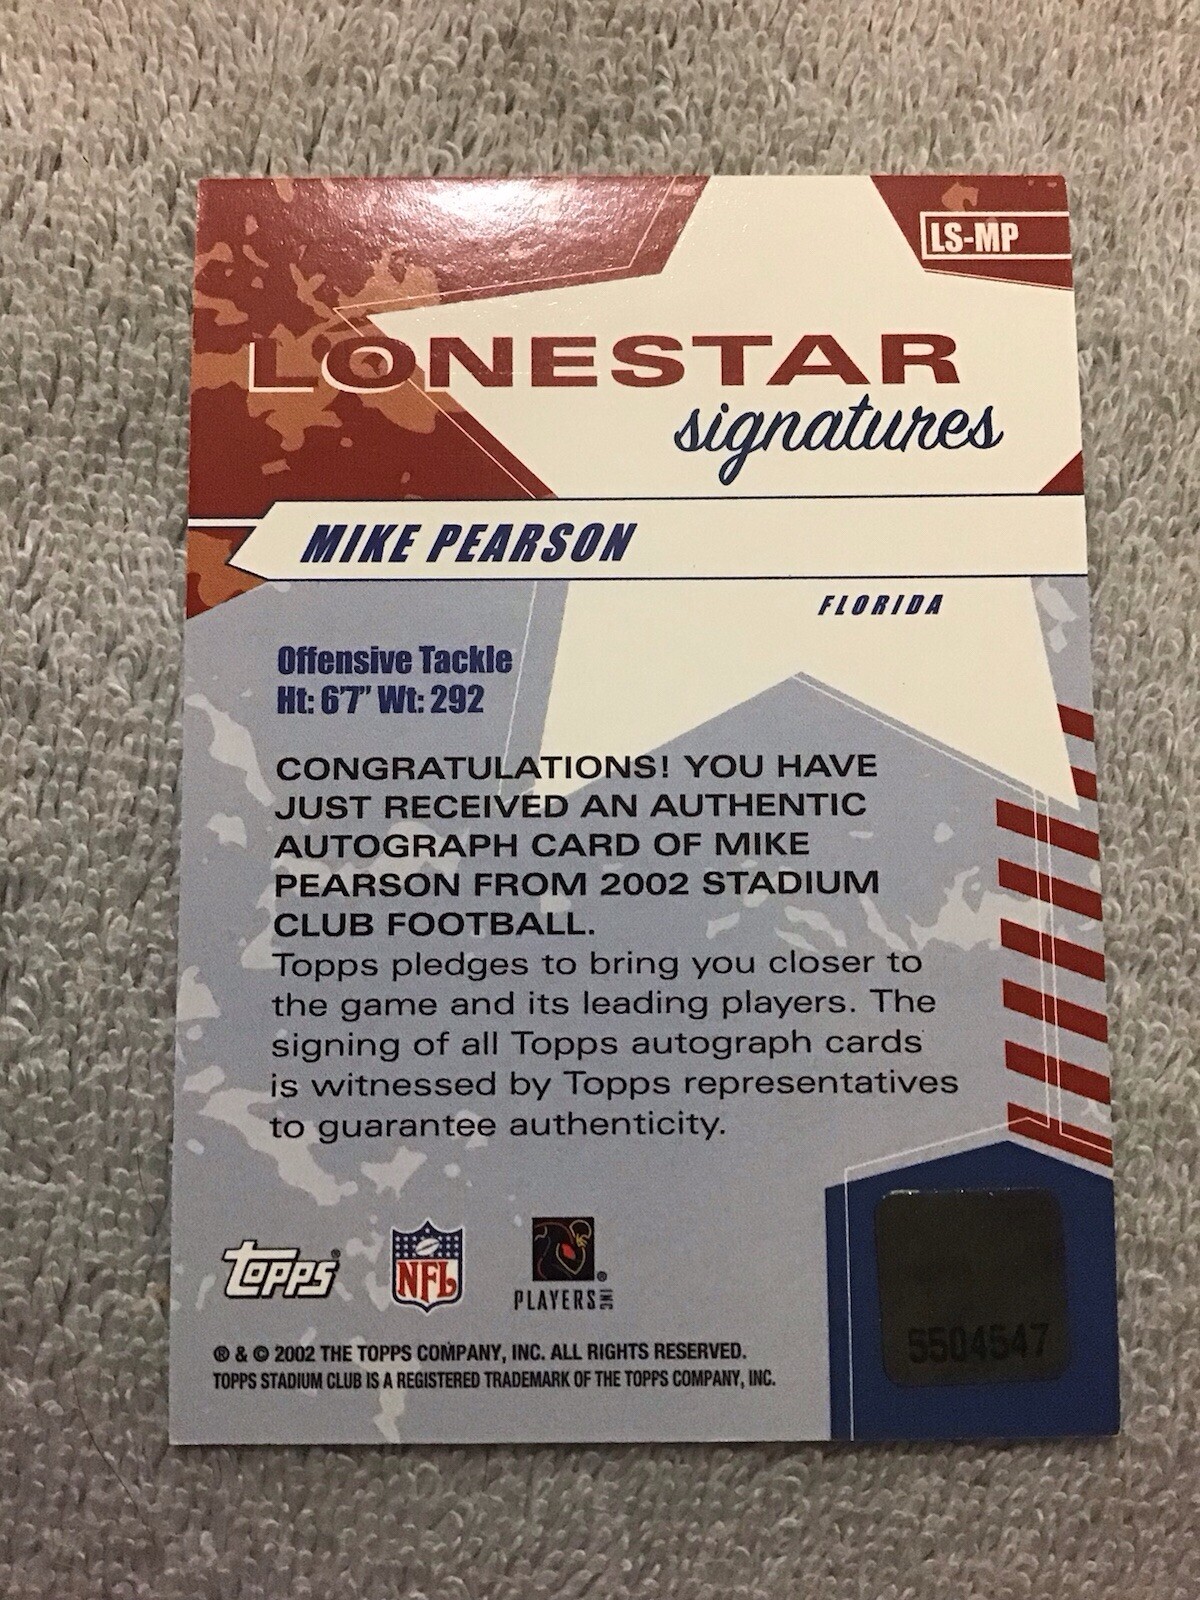 LS-MP
LONESTAR
signatures
MIKE PEARSON
FLORIDA
Offensive Tackle
Ht: 6'7" Wt: 292
CONGRATULATIONS! YOU HAVE
JUST RECEIVED AN AUTHENTIC
AUTOGRAPH CARD OF MIKE
PEARSON FROM 2002 STADIUM
CLUB FOOTBALL.
Topps pledges to bring you closer to
the game and its leading players. The
signing of all Topps autograph cards
is witnessed by Topps representatives
to guarantee authenticity.
topps®
NFL
®
PLAYERS INC
5504547
® & © 2002 THE TOPPS COMPANY, INC. ALL RIGHTS RESERVED.
TOPPS STADIUM CLUB IS A REGISTERED TRADEMARK OF THE TOPPS COMPANY, INC.